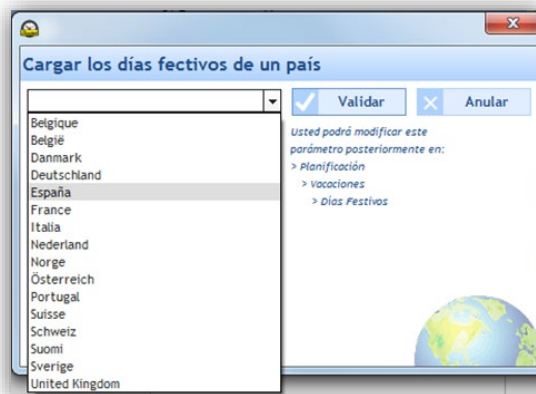 Cargar los días fectivos de un país
Validar
Anular
Usted podrá modificar este
parámetro posteriormente en:
> Planificación
> Vacaciones
> Días Festivos
Belgique
België
Danmark
Deutschland
España
France
Italia
Nederland
Norge
Österreich
Portugal
Suisse
Schweiz
Suomi
Sverige
United Kingdom